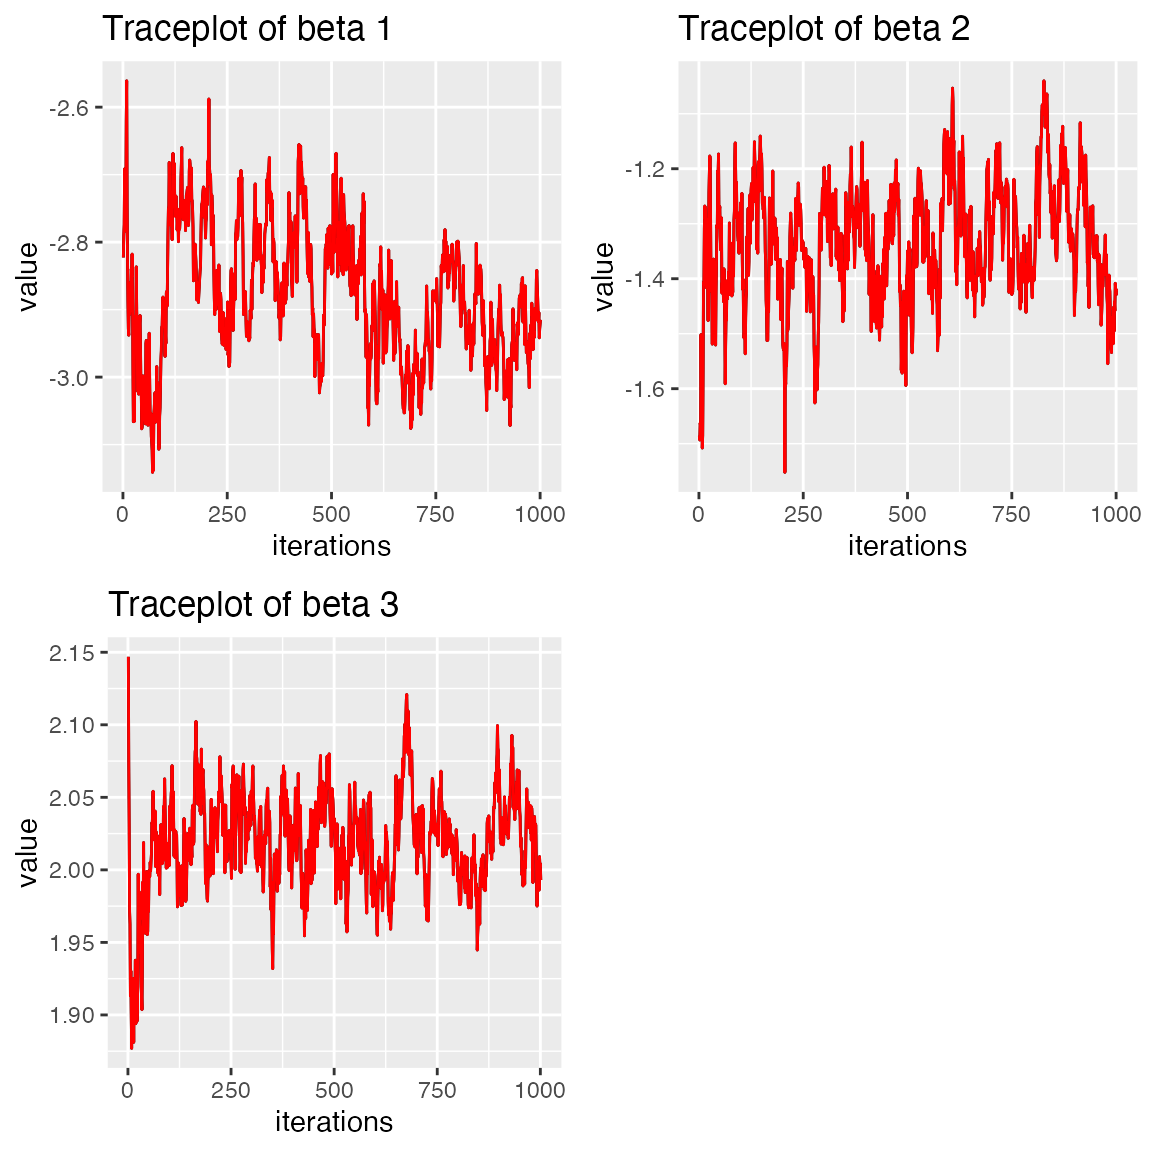 Traceplot of beta 1
value
-2.6
-2.8
-3.0
0 250 500 750 1000
iterations
Traceplot of beta 2
value
-1.2
-1.4
-1.6
0 250 500 750 1000
iterations
Traceplot of beta 3
value
2.15
2.10
2.05
2.00
1.95
1.90
0 250 500 750 1000
iterations